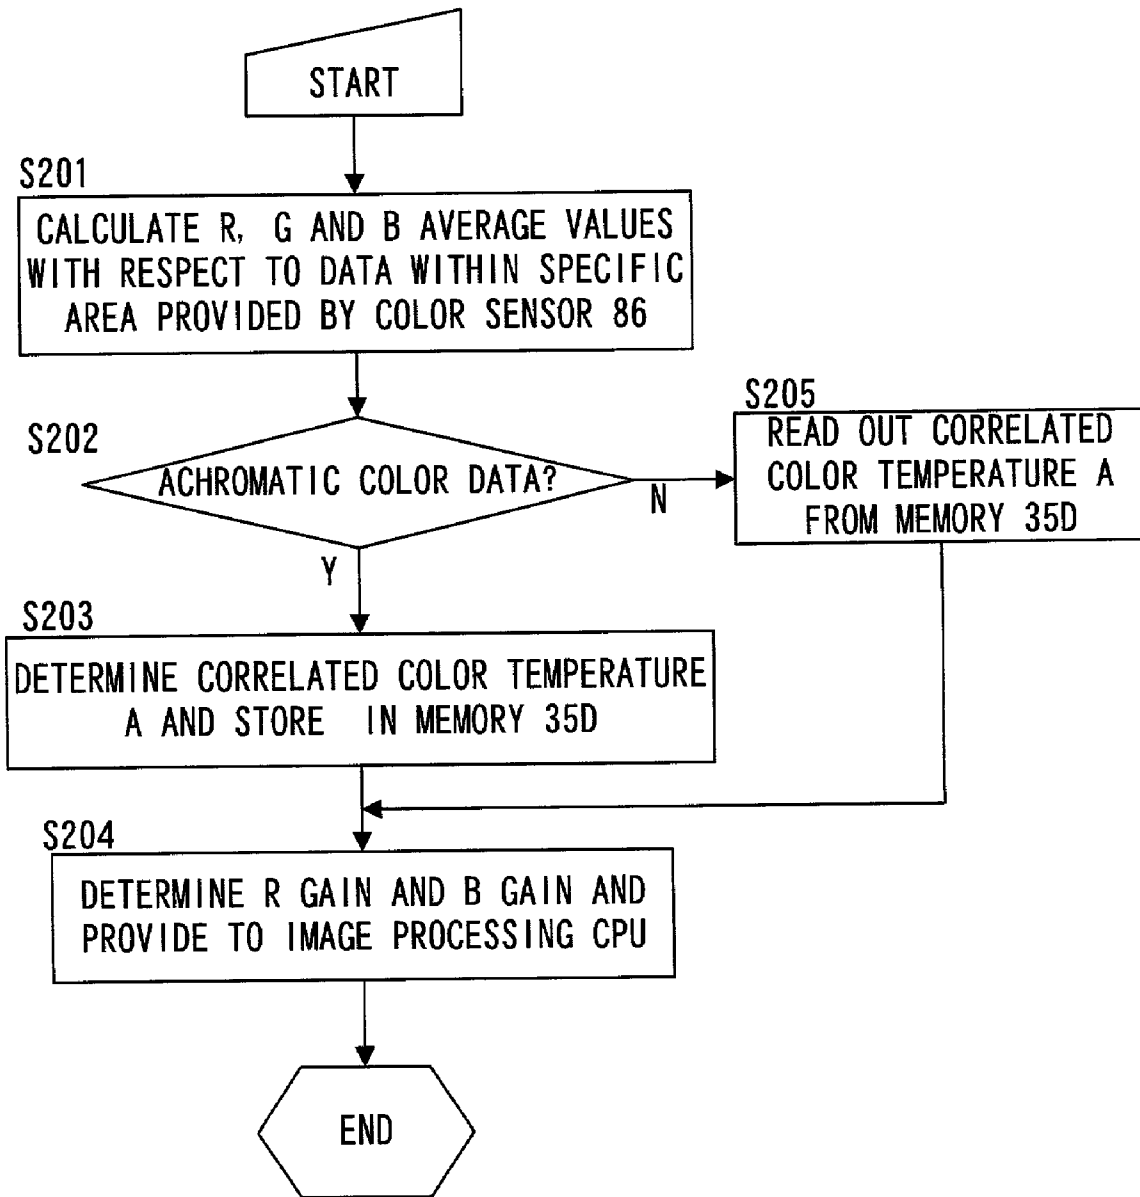 START
S201
CALCULATE R, G AND B AVERAGE VALUES
WITH RESPECT TO DATA WITHIN SPECIFIC
AREA PROVIDED BY COLOR SENSOR 86
S202
ACHROMATIC COLOR DATA?
N
Y
S205
READ OUT CORRELATED
COLOR TEMPERATURE A
FROM MEMORY 35D
S203
DETERMINE CORRELATED COLOR TEMPERATURE
A AND STORE IN MEMORY 35D
S204
DETERMINE R GAIN AND B GAIN AND
PROVIDE TO IMAGE PROCESSING CPU
END